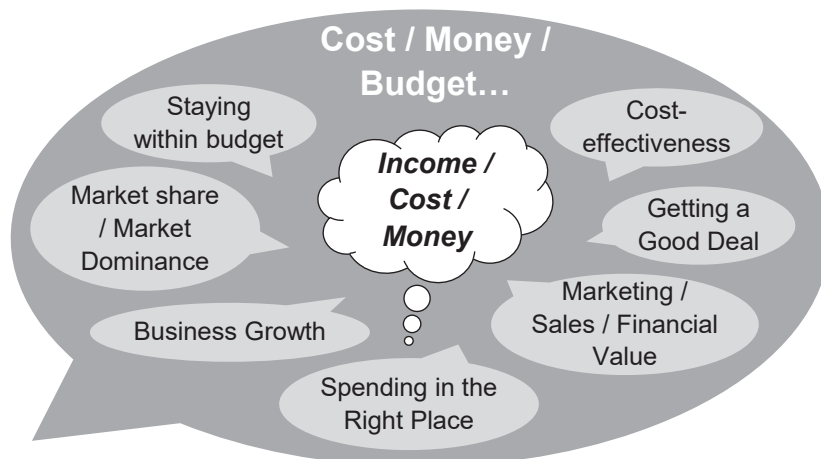 Cost / Money /
Budget…
Staying
within budget
Cost-
effectiveness
Income /
Cost /
Money
Market share
/ Market
Dominance
Getting a
Good Deal
Business Growth
Marketing /
Sales / Financial
Value
Spending in the
Right Place